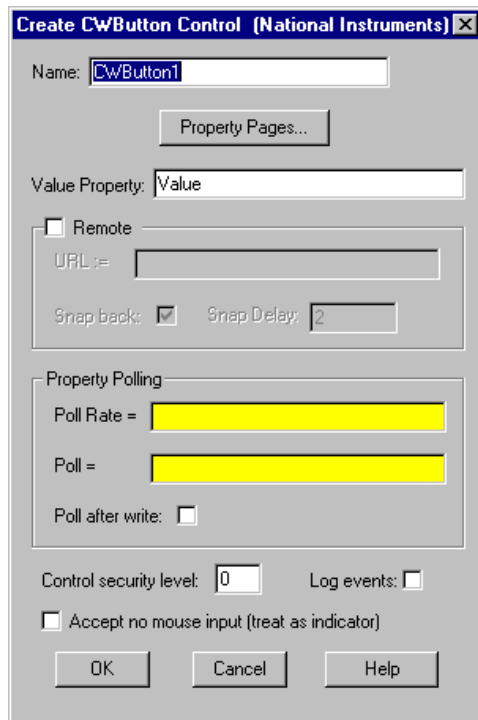 Create CWButton Control (National Instruments)
Name: CWButton1
Property Pages...
Value Property: Value
Remote
URL :=
Snap back: Snap Delay: 2
Property Polling
Poll Rate =
Poll =
Poll after write:
Control security level: 0 Log events:
Accept no mouse input (treat as indicator)
OK Cancel Help